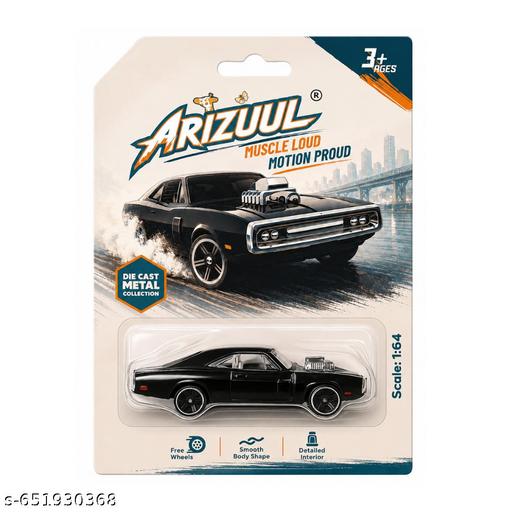 3+
AGES
ARIZUUL ®
MUSCLE LOUD
MOTION PROUD
DIE CAST
METAL
COLLECTION
Scale: 1:64
Free
Wheels
Smooth
Body Shape
Detailed
Interior
s-651930368